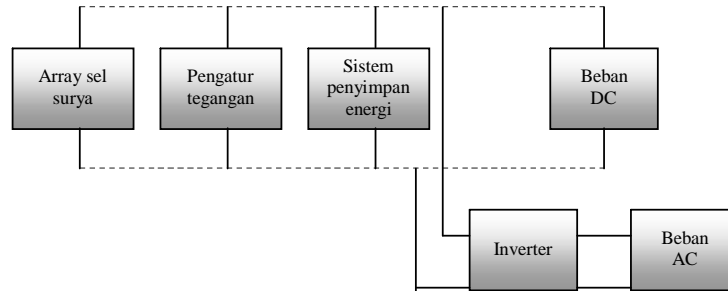 Array sel
surya
Pengatur
tegangan
Sistem
penyimpan
energi
Beban
DC
Inverter
Beban
AC